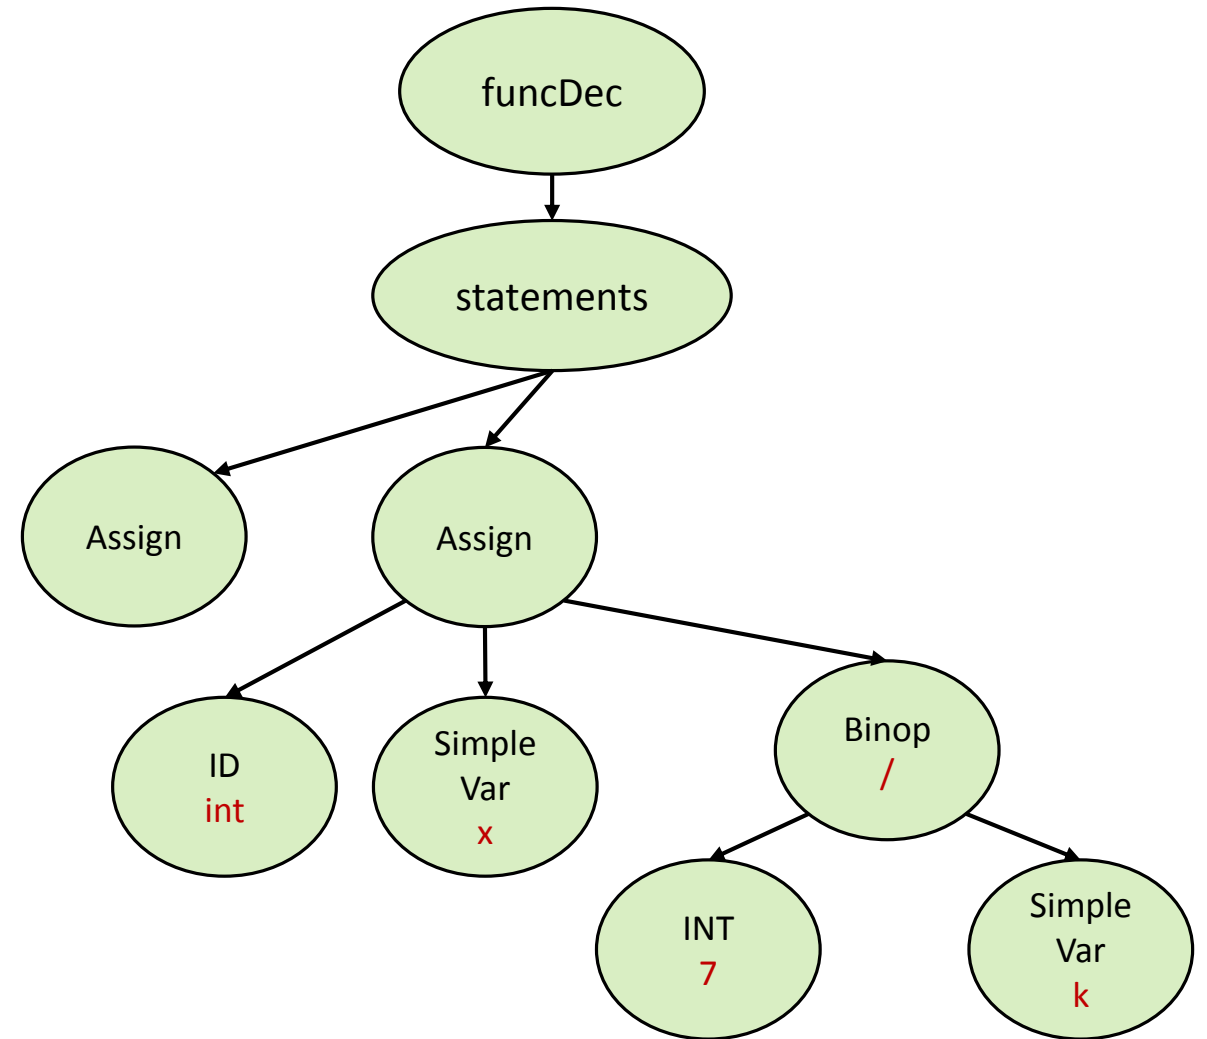 funcDec
statements
Assign
Assign
ID
int
Simple
Var
x
Binop
/
INT
7
Simple
Var
k